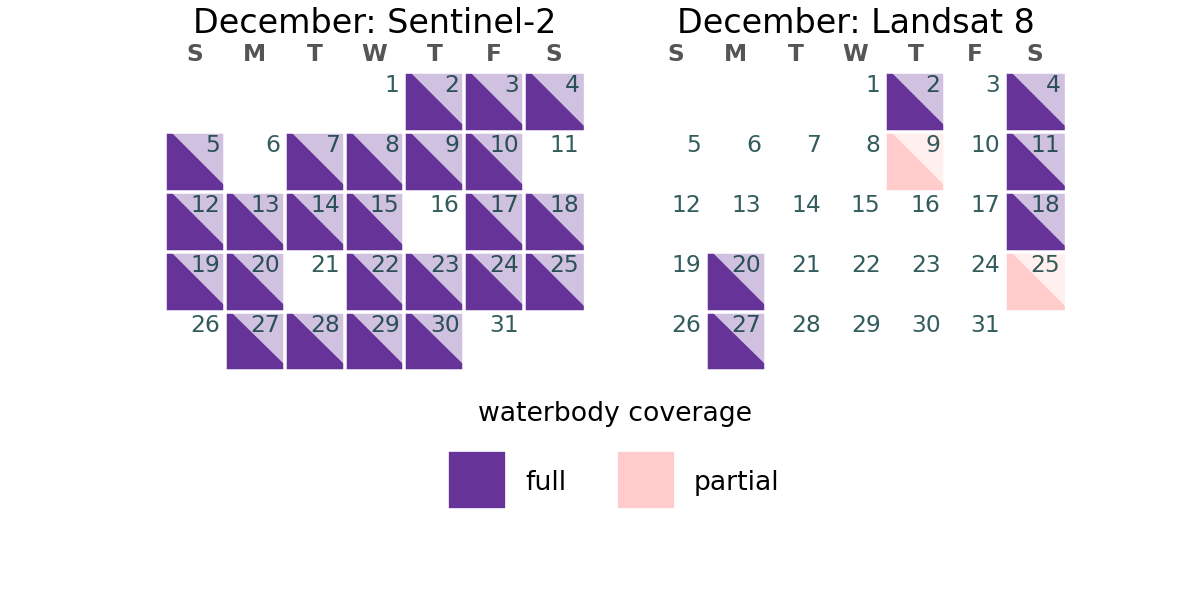 December: Sentinel-2
S M T W T F S
1 2 3 4
5 6 7 8 9 10 11
12 13 14 15 16 17 18
19 20 21 22 23 24 25
26 27 28 29 30 31
December: Landsat 8
S M T W T F S
1 2 3 4
5 6 7 8 9 10 11
12 13 14 15 16 17 18
19 20 21 22 23 24 25
26 27 28 29 30 31
waterbody coverage
full partial